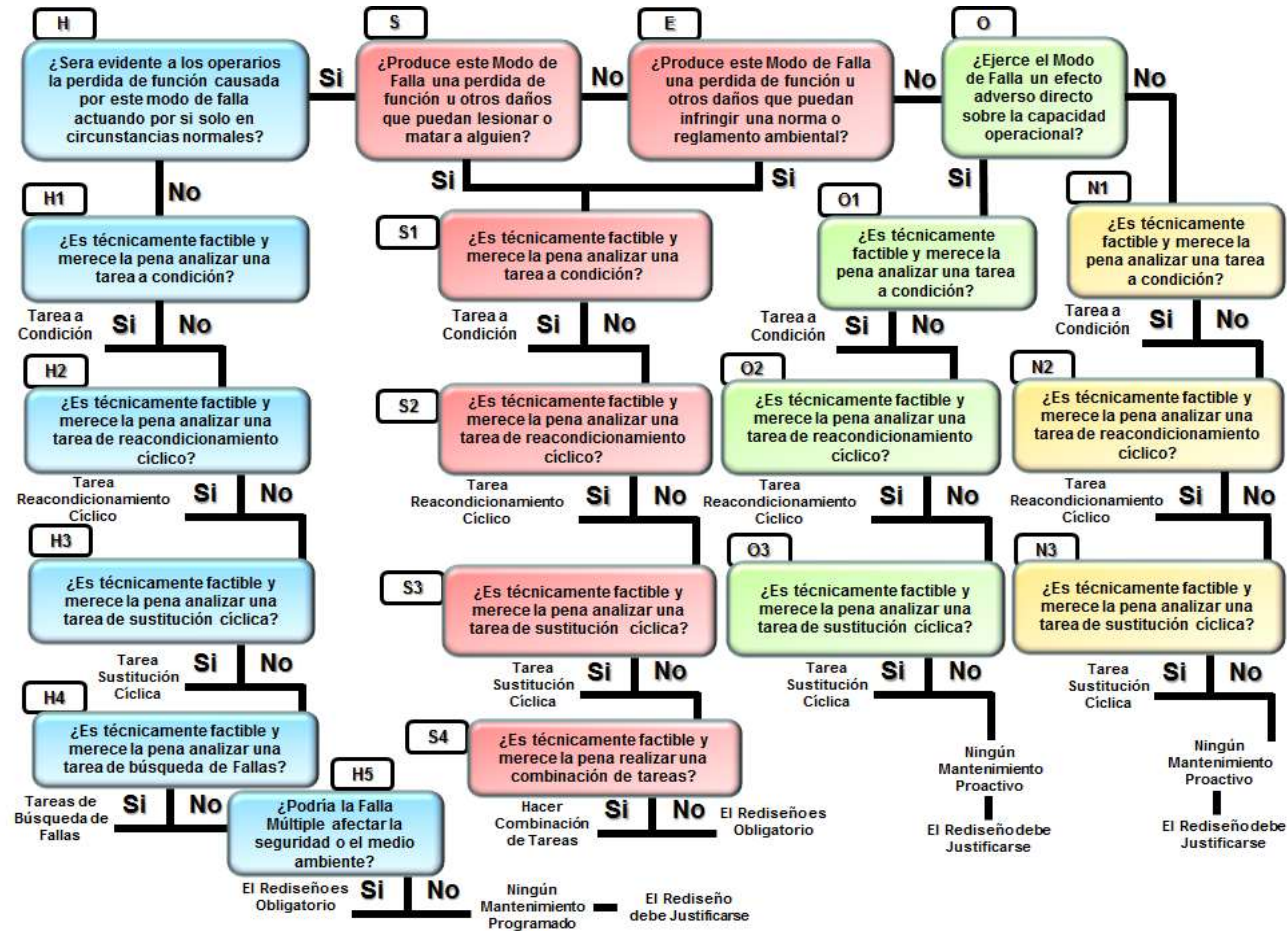 H
¿Sera evidente a los operarios
la perdida de función causada
por este modo de falla
actuando por si solo en
circunstancias normales?
Si
No
S
¿Produce este Modo de
Falla una perdida de
función u otros daños
que puedan lesionar o
matar a alguien?
No
Si
E
¿Produce este Modo de Falla
una perdida de función u
otros daños que puedan
infringir una norma o
reglamento ambiental?
No
Si
O
¿Ejerce el Modo
de Falla un efecto
adverso directo
sobre la capacidad
operacional?
No
Si
H1
¿Es técnicamente factible y
merece la pena analizar una
tarea a condición?
Tarea a
Condición
Si
No
H2
¿Es técnicamente factible y
merece la pena analizar una
tarea de reacondicionamiento
cíclico?
Tarea
Reacondicionamiento
Cíclico
Si
No
H3
¿Es técnicamente factible y
merece la pena analizar una
tarea de sustitución cíclica?
Tarea
Sustitución
Cíclica
Si
No
H4
¿Es técnicamente factible y
merece la pena analizar una
tarea de búsqueda de Fallas?
Tareas de
Búsqueda de
Fallas
Si
No
H5
¿Podría la Falla
Múltiple afectar la
seguridad o el medio
ambiente?
El Rediseño es
Obligatorio
Si
No
Ningún
Mantenimiento
Programado
El Rediseño
debe Justificarse
S1
¿Es técnicamente factible y
merece la pena analizar una
tarea a condición?
Tarea a
Condición
Si
No
S2
¿Es técnicamente factible y
merece la pena analizar una
tarea de reacondicionamiento
cíclico?
Tarea
Reacondicionamiento
Cíclico
Si
No
S3
¿Es técnicamente factible y
merece la pena analizar una
tarea de sustitución cíclica?
Tarea
Sustitución
Cíclica
Si
No
S4
¿Es técnicamente factible y
merece la pena realizar una
combinación de tareas?
Hacer
Combinación
de Tareas
Si
No
El Rediseño es
Obligatorio
O1
¿Es técnicamente
factible y merece la
pena analizar una tarea
a condición?
Tarea a
Condición
Si
No
O2
¿Es técnicamente factible y
merece la pena analizar una
tarea de reacondicionamiento
cíclico?
Tarea
Reacondicionamiento
Cíclico
Si
No
O3
¿Es técnicamente factible y
merece la pena analizar una
tarea de sustitución cíclica?
Tarea
Sustitución
Cíclica
Si
No
Ningún
Mantenimiento
Proactivo
El Rediseño debe
Justificarse
N1
¿Es técnicamente
factible y merece la
pena analizar una tarea
a condición?
Tarea a
Condición
Si
No
N2
¿Es técnicamente factible y
merece la pena analizar una
tarea de reacondicionamiento
cíclico?
Tarea
Reacondicionamiento
Cíclico
Si
No
N3
¿Es técnicamente factible y
merece la pena analizar una
tarea de sustitución cíclica?
Tarea
Sustitución
Cíclica
Si
No
Ningún
Mantenimiento
Proactivo
El Rediseño debe
Justificarse